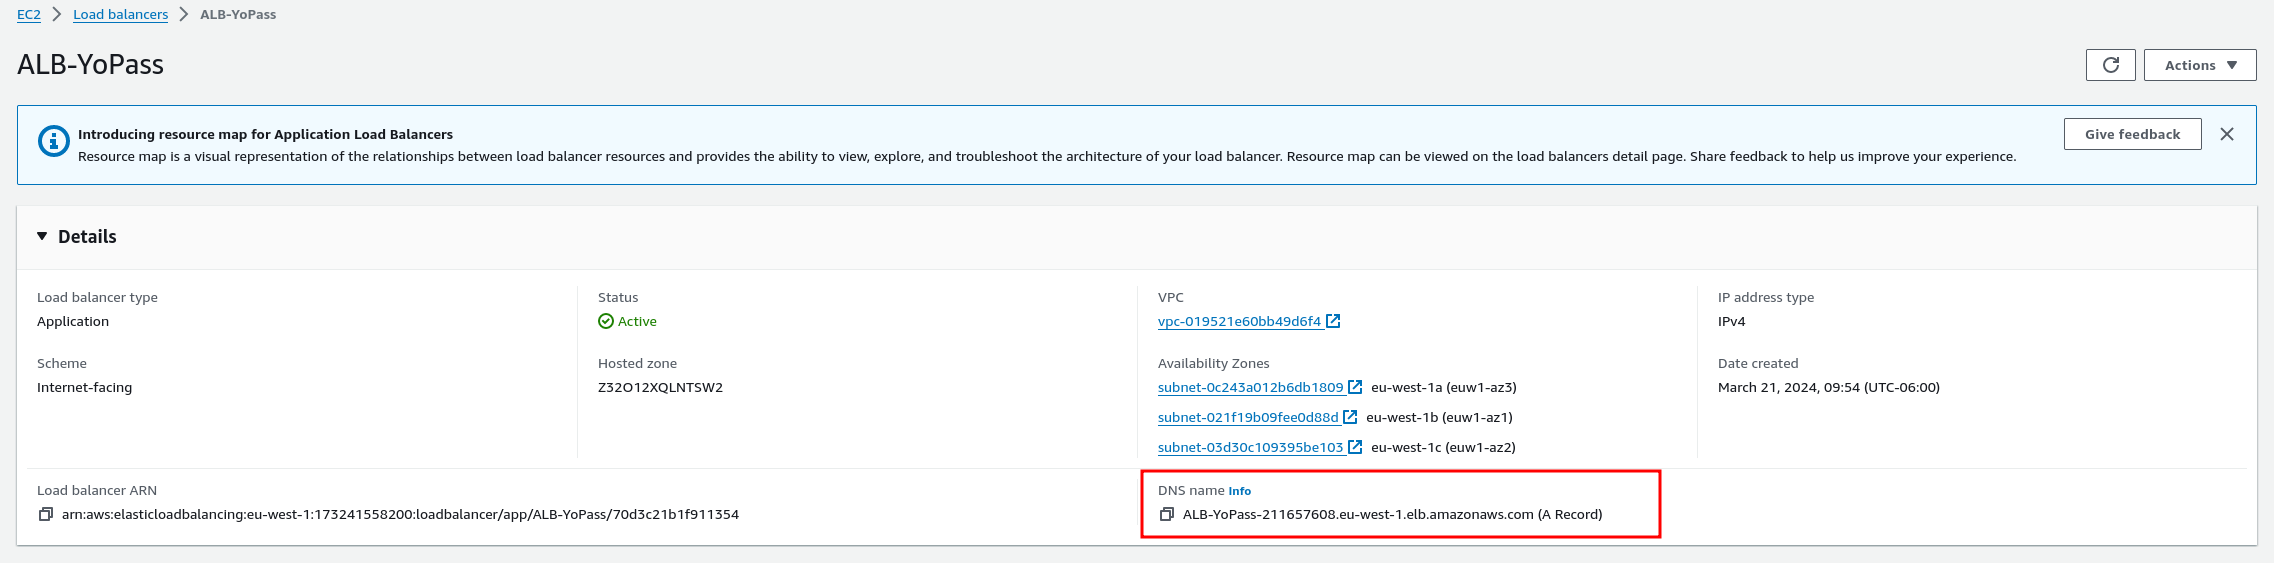 EC2 > Load balancers > ALB-YoPass
ALB-YoPass
Actions
Introducing resource map for Application Load Balancers
Resource map is a visual representation of the relationships between load balancer resources and provides the ability to view, explore, and troubleshoot the architecture of your load balancer. Resource map can be viewed on the load balancers detail page. Share feedback to help us improve your experience.
Give feedback
Details
Load balancer type
Application
Status
Active
VPC
vpc-019521e60bb49d6f4
IP address type
IPv4
Scheme
Internet-facing
Hosted zone
Z32O12XQLNTSW2
Availability Zones
subnet-0c243a012b6db1809 eu-west-1a (euw1-az3)
subnet-021f19b09fee0d88d eu-west-1b (euw1-az1)
subnet-03d30c109395be103 eu-west-1c (euw1-az2)
Date created
March 21, 2024, 09:54 (UTC-06:00)
Load balancer ARN
arn:aws:elasticloadbalancing:eu-west-1:173241558200:loadbalancer/app/ALB-YoPass/70d3c21b1f911354
DNS name Info
ALB-YoPass-211657608.eu-west-1.elb.amazonaws.com (A Record)